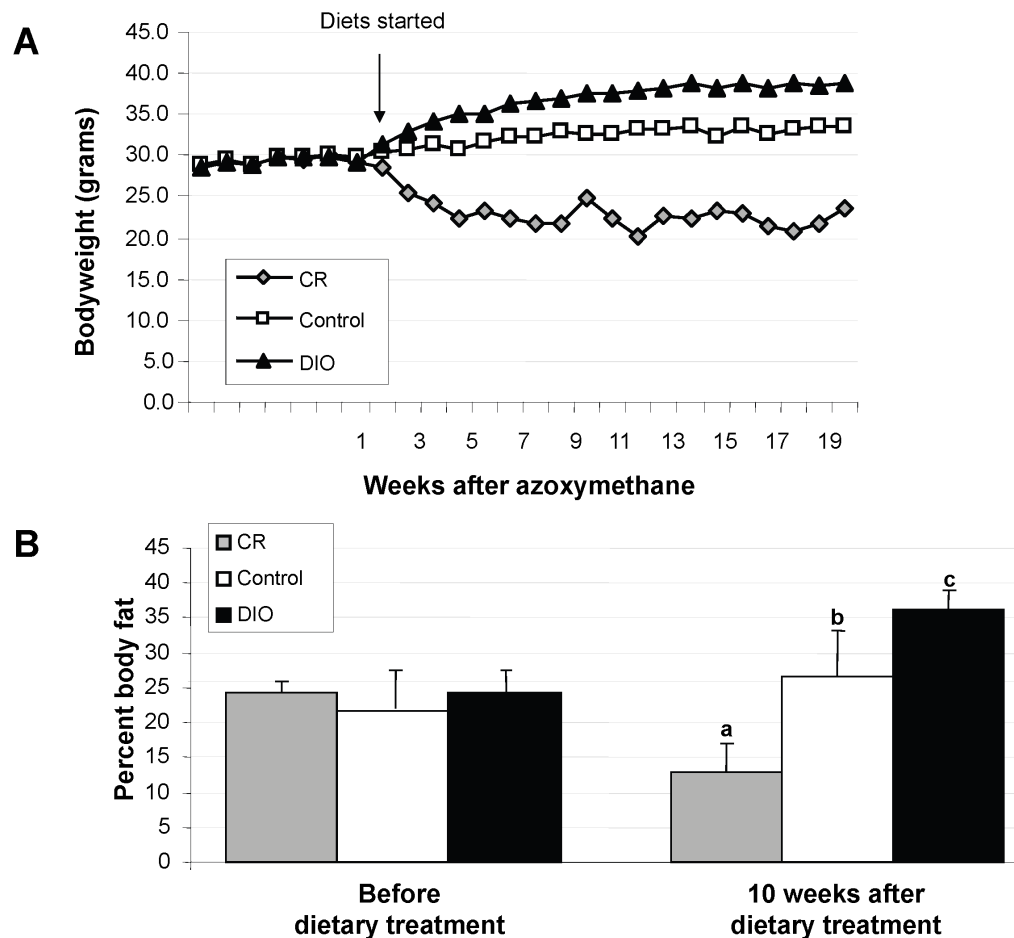 A
Diets started
45.0
40.0
35.0
30.0
25.0
20.0
15.0
10.0
5.0
0.0
Bodyweight (grams)
CR
Control
DIO
1 3 5 7 9 11 13 15 17 19
Weeks after azoxymethane
B
45
40
35
30
25
20
15
10
5
0
Percent body fat
CR
Control
DIO
a
b
c
Before
dietary treatment
10 weeks after
dietary treatment